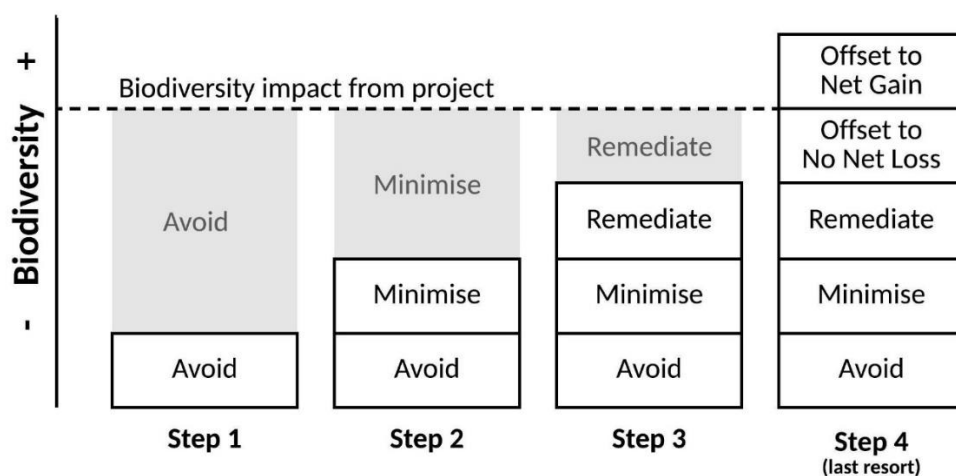 - Biodiversity +
Biodiversity impact from project
Avoid
Avoid
Step 1
Minimise
Minimise
Avoid
Step 2
Remediate
Remediate
Minimise
Avoid
Step 3
Offset to
Net Gain
Offset to
No Net Loss
Remediate
Minimise
Avoid
Step 4
(last resort)